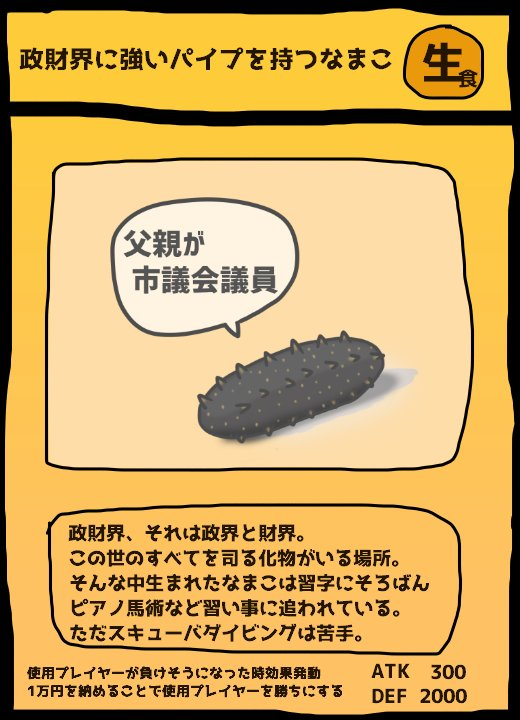 政財界に強いパイプを持つなまこ
生食
父親が
市議会議員
政財界、それは政界と財界。
この世のすべてを司る化物がいる場所。
そんな中生まれたなまこは習字にそろばん
ピアノ馬術など習い事に追われている。
ただスキューバダイビングは苦手。
使用プレイヤーが負けそうになった時効果発動
1万円を納めることで使用プレイヤーを勝ちにする
ATK 300
DEF 2000